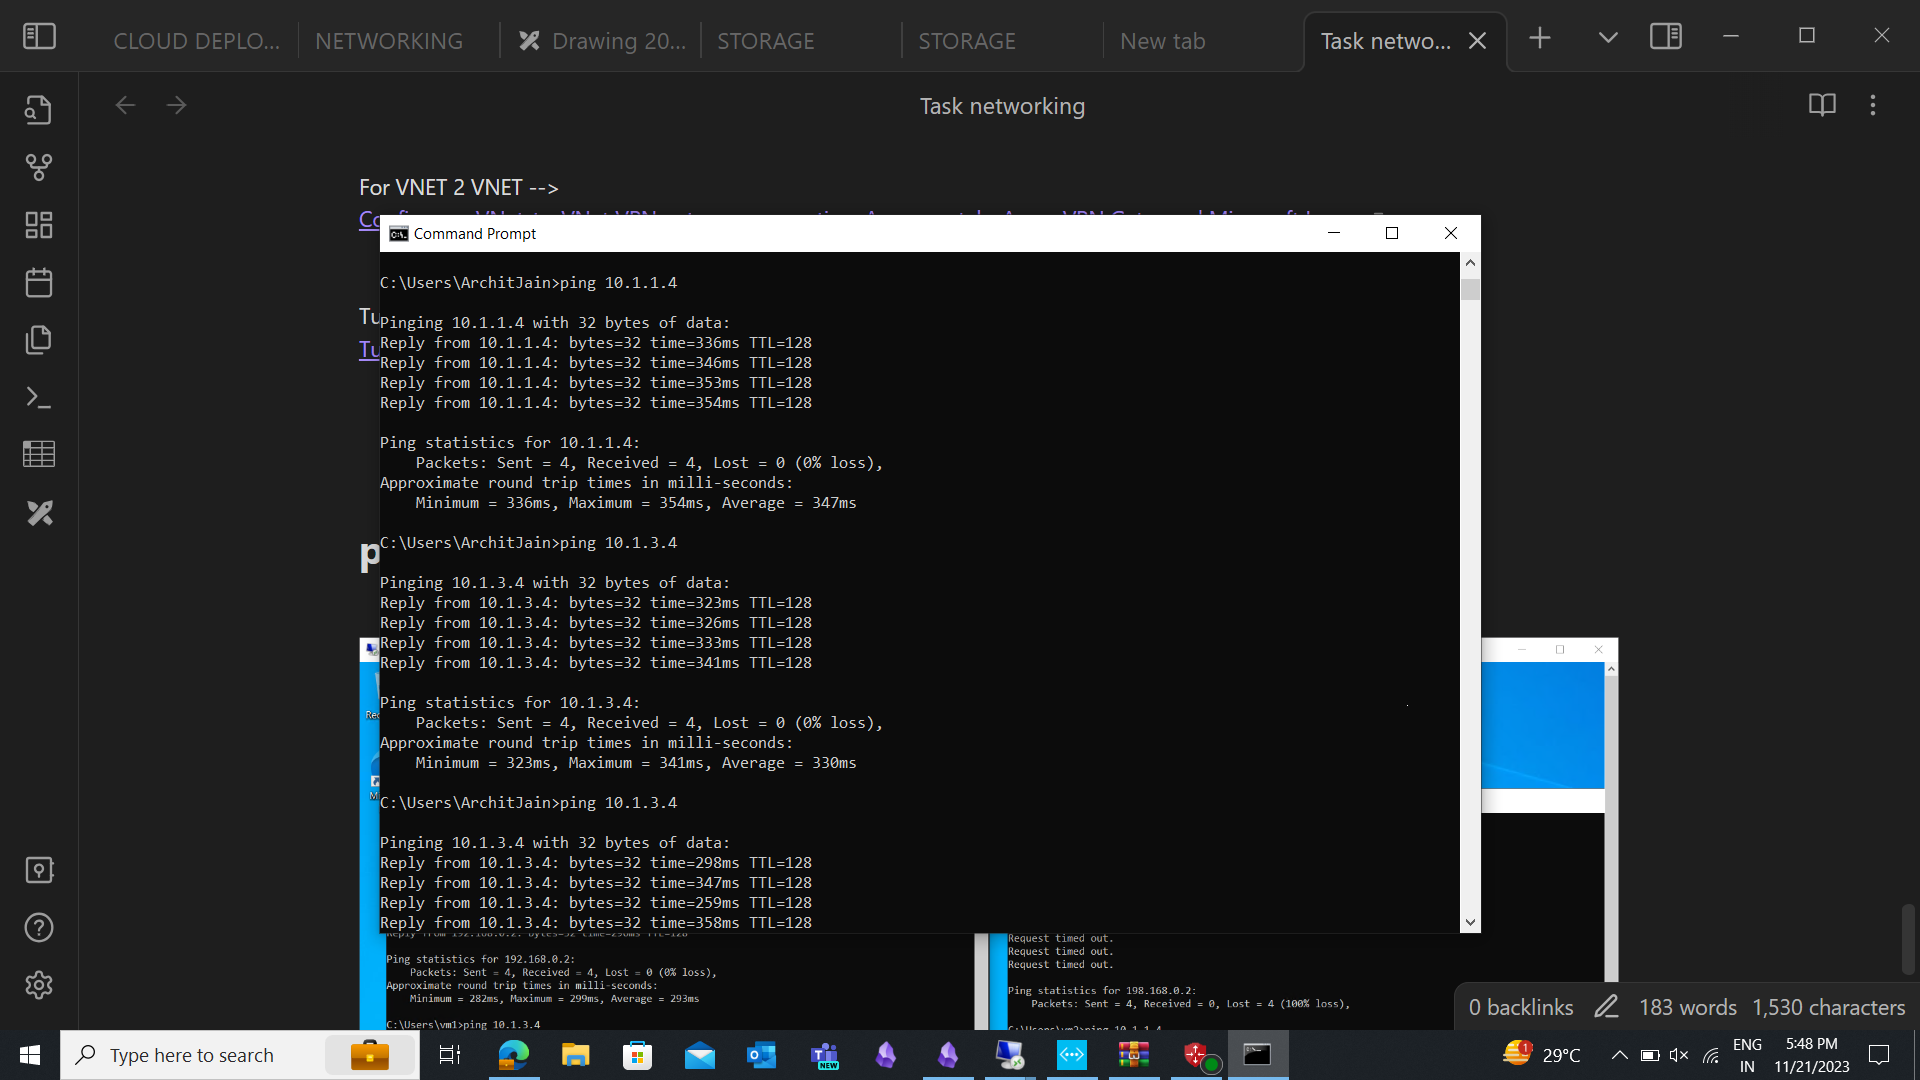 CLOUD DEPLO...
NETWORKING
Drawing 20...
STORAGE
STORAGE
New tab
Task netwo...
Task networking
For VNET 2 VNET -->
Command Prompt
C:\Users\ArchitJain>ping 10.1.1.4
Pinging 10.1.1.4 with 32 bytes of data:
Reply from 10.1.1.4: bytes=32 time=336ms TTL=128
Reply from 10.1.1.4: bytes=32 time=346ms TTL=128
Reply from 10.1.1.4: bytes=32 time=353ms TTL=128
Reply from 10.1.1.4: bytes=32 time=354ms TTL=128
Ping statistics for 10.1.1.4:
Packets: Sent = 4, Received = 4, Lost = 0 (0% loss),
Approximate round trip times in milli-seconds:
Minimum = 336ms, Maximum = 354ms, Average = 347ms
C:\Users\ArchitJain>ping 10.1.3.4
Pinging 10.1.3.4 with 32 bytes of data:
Reply from 10.1.3.4: bytes=32 time=323ms TTL=128
Reply from 10.1.3.4: bytes=32 time=326ms TTL=128
Reply from 10.1.3.4: bytes=32 time=333ms TTL=128
Reply from 10.1.3.4: bytes=32 time=341ms TTL=128
Ping statistics for 10.1.3.4:
Packets: Sent = 4, Received = 4, Lost = 0 (0% loss),
Approximate round trip times in milli-seconds:
Minimum = 323ms, Maximum = 341ms, Average = 330ms
C:\Users\ArchitJain>ping 10.1.3.4
Pinging 10.1.3.4 with 32 bytes of data:
Reply from 10.1.3.4: bytes=32 time=298ms TTL=128
Reply from 10.1.3.4: bytes=32 time=347ms TTL=128
Reply from 10.1.3.4: bytes=32 time=259ms TTL=128
Reply from 10.1.3.4: bytes=32 time=358ms TTL=128
Ping statistics for 192.168.0.2:
Packets: Sent = 4, Received = 4, Lost = 0 (0% loss),
Approximate round trip times in milli-seconds:
Minimum = 282ms, Maximum = 299ms, Average = 293ms
C:\Users\vm1>ping 10.1.3.4
Request timed out.
Request timed out.
Request timed out.
Ping statistics for 198.168.0.2:
Packets: Sent = 4, Received = 0, Lost = 4 (100% loss),
C:\Users\vm2>ping 10.1.1.4
0 backlinks
183 words
1,530 characters
Type here to search
NEW
1
29°C
ENG
IN
5:48 PM
11/21/2023